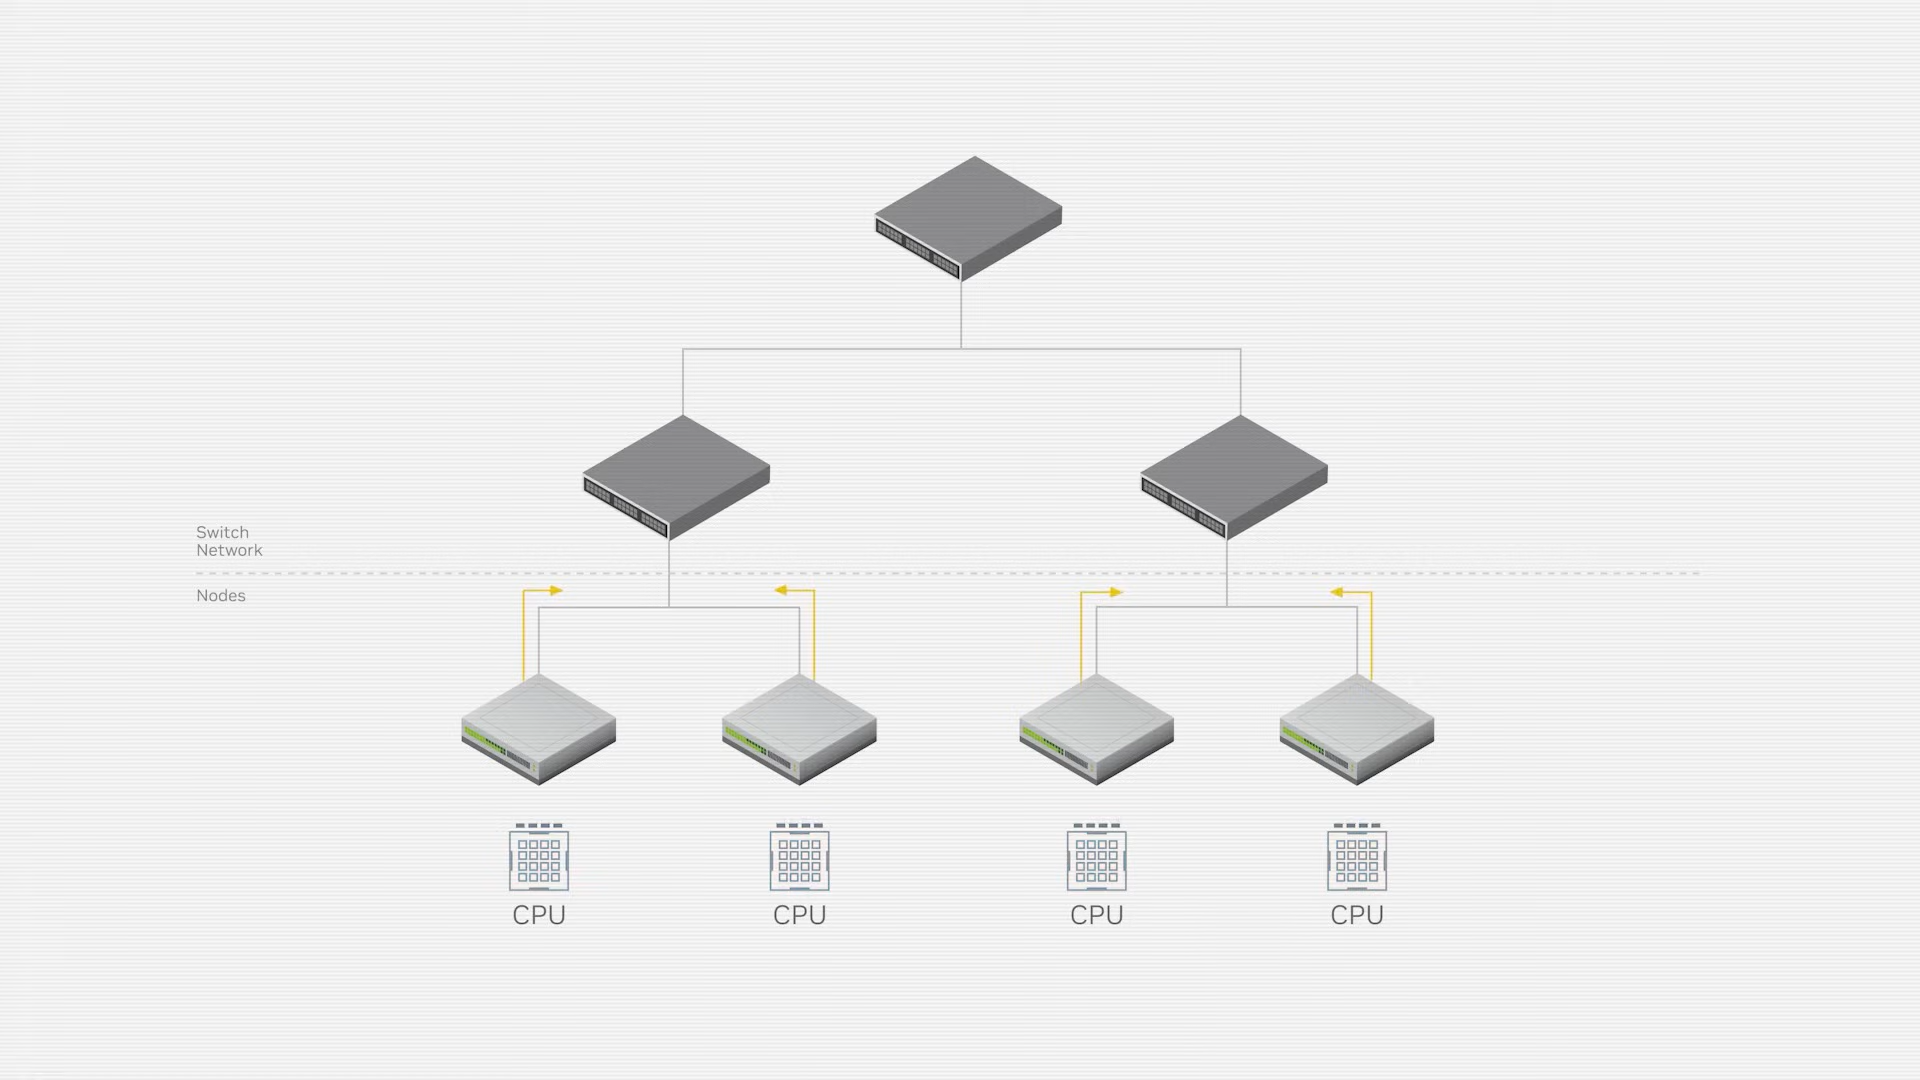 Switch
Network
Nodes
CPU
CPU
CPU
CPU